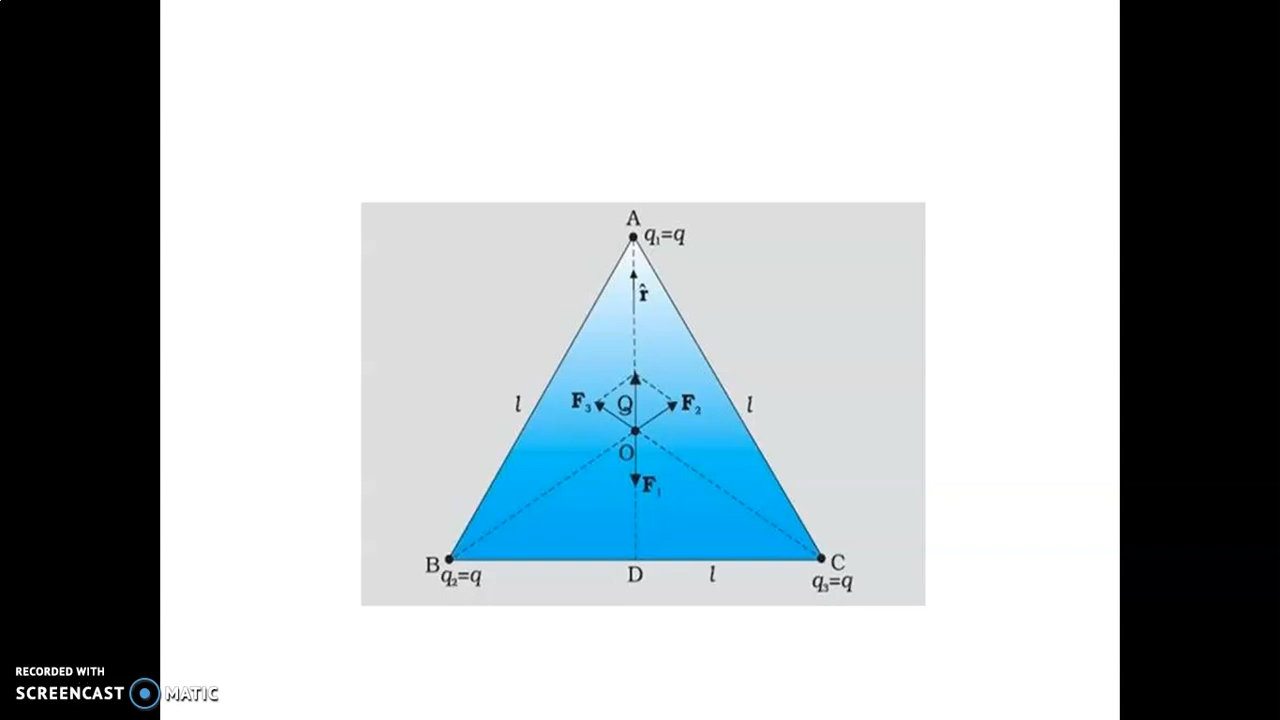 A
q₁=q
r̂
l
F₃
Q
F₂
l
O
F₁
B
q₂=q
D
l
C
q₃=q
RECORDED WITH
SCREENCAST MATIC